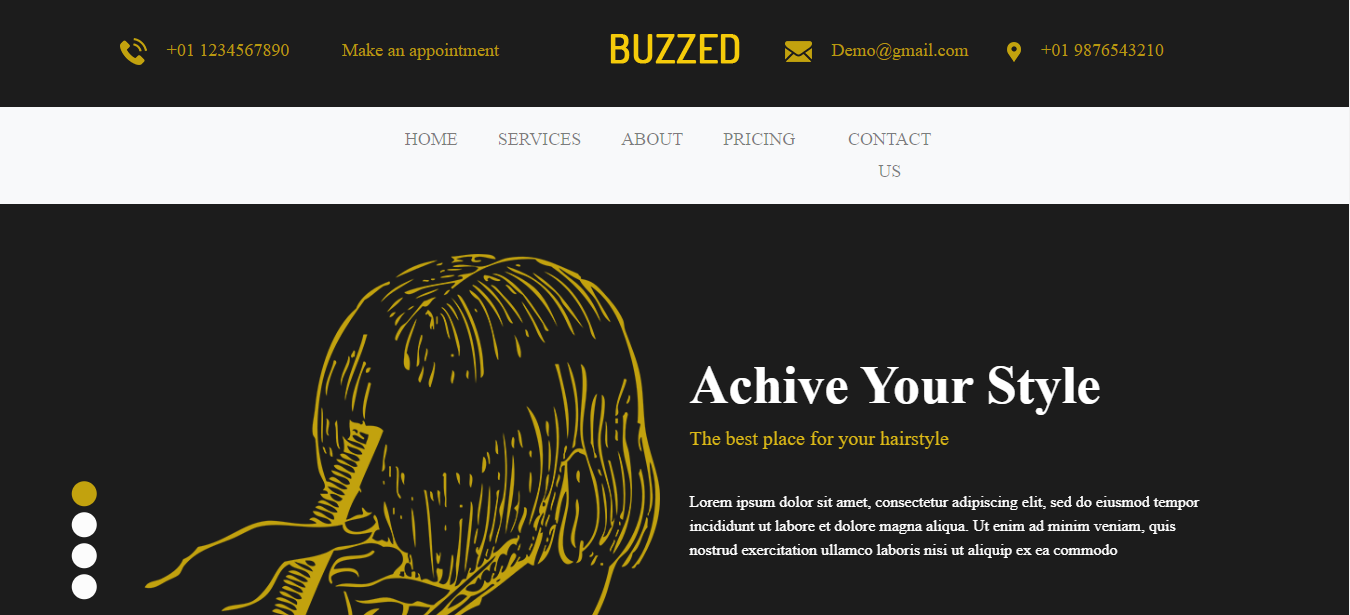 +01 1234567890 Make an appointment BUZZED Demo@gmail.com +01 9876543210
HOME SERVICES ABOUT PRICING CONTACT
US
Achive Your Style
The best place for your hairstyle
Lorem ipsum dolor sit amet, consectetur adipiscing elit, sed do eiusmod tempor
incididunt ut labore et dolore magna aliqua. Ut enim ad minim veniam, quis
nostrud exercitation ullamco laboris nisi ut aliquip ex ea commodo